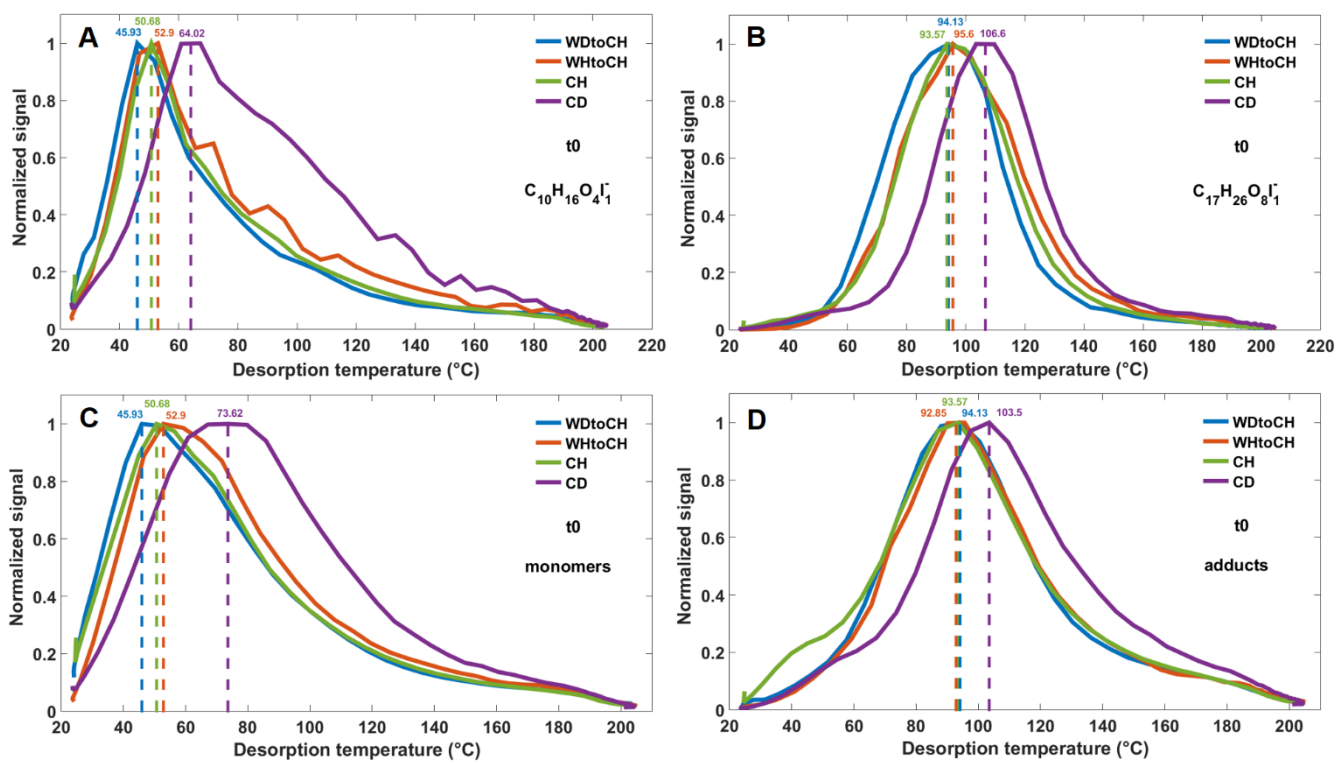 A
50.68
45.93 52.9 64.02
WDtoCH
WHtoCH
CH
CD
t0
C10H16O4I1-
Normalized signal
1
0.8
0.6
0.4
0.2
0
20 40 60 80 100 120 140 160 180 200 220
Desorption temperature (°C)
B
94.13
93.57 95.6 106.6
WDtoCH
WHtoCH
CH
CD
t0
C17H26O8I1-
Normalized signal
1
0.8
0.6
0.4
0.2
0
20 40 60 80 100 120 140 160 180 200 220
Desorption temperature (°C)
C
50.68
45.93 52.9 73.62
WDtoCH
WHtoCH
CH
CD
t0
monomers
Normalized signal
1
0.8
0.6
0.4
0.2
0
20 40 60 80 100 120 140 160 180 200
Desorption temperature (°C)
D
93.57
92.85 94.13 103.5
WDtoCH
WHtoCH
CH
CD
t0
adducts
Normalized signal
1
0.8
0.6
0.4
0.2
0
20 40 60 80 100 120 140 160 180 200
Desorption temperature (°C)